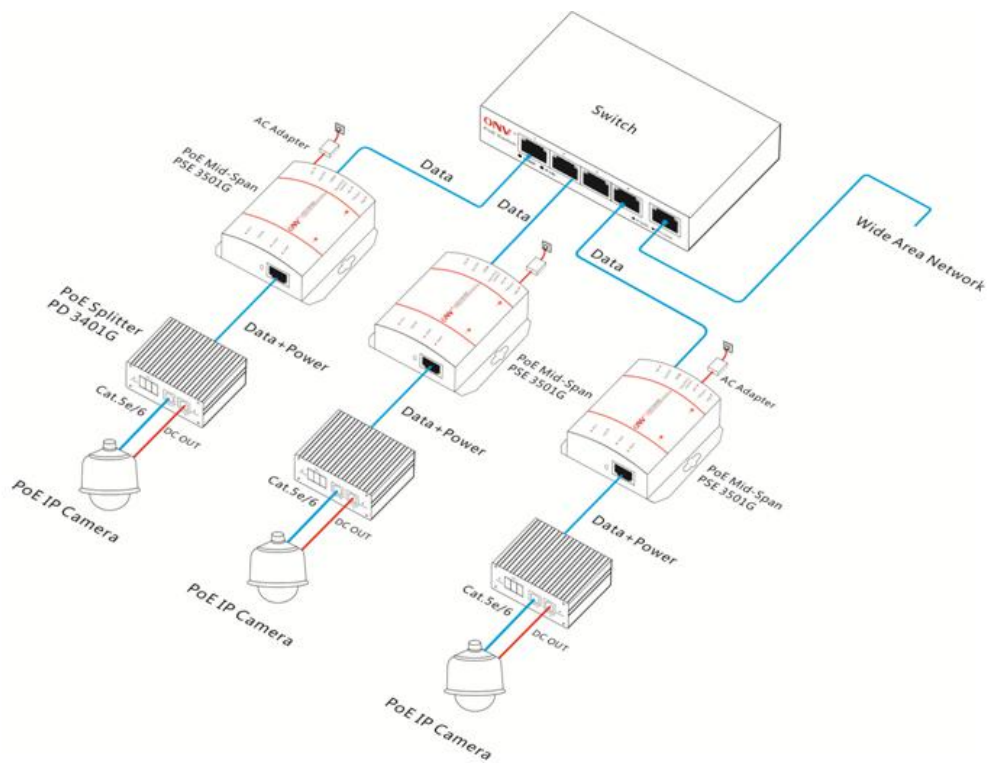 Switch
ONV
AC Adapter
PoE Mid-Span
PSE 3501G
Data
Data
Data
Wide Area Network
PoE Splitter
PD 3401G
Data+Power
Cat.5e/6
DC OUT
PoE IP Camera
ONV
PoE Mid-Span
PSE 3501G
Data+Power
Cat.5e/6
DC OUT
PoE IP Camera
AC Adapter
ONV
PoE Mid-Span
PSE 3501G
Data+Power
Cat.5e/6
DC OUT
PoE IP Camera